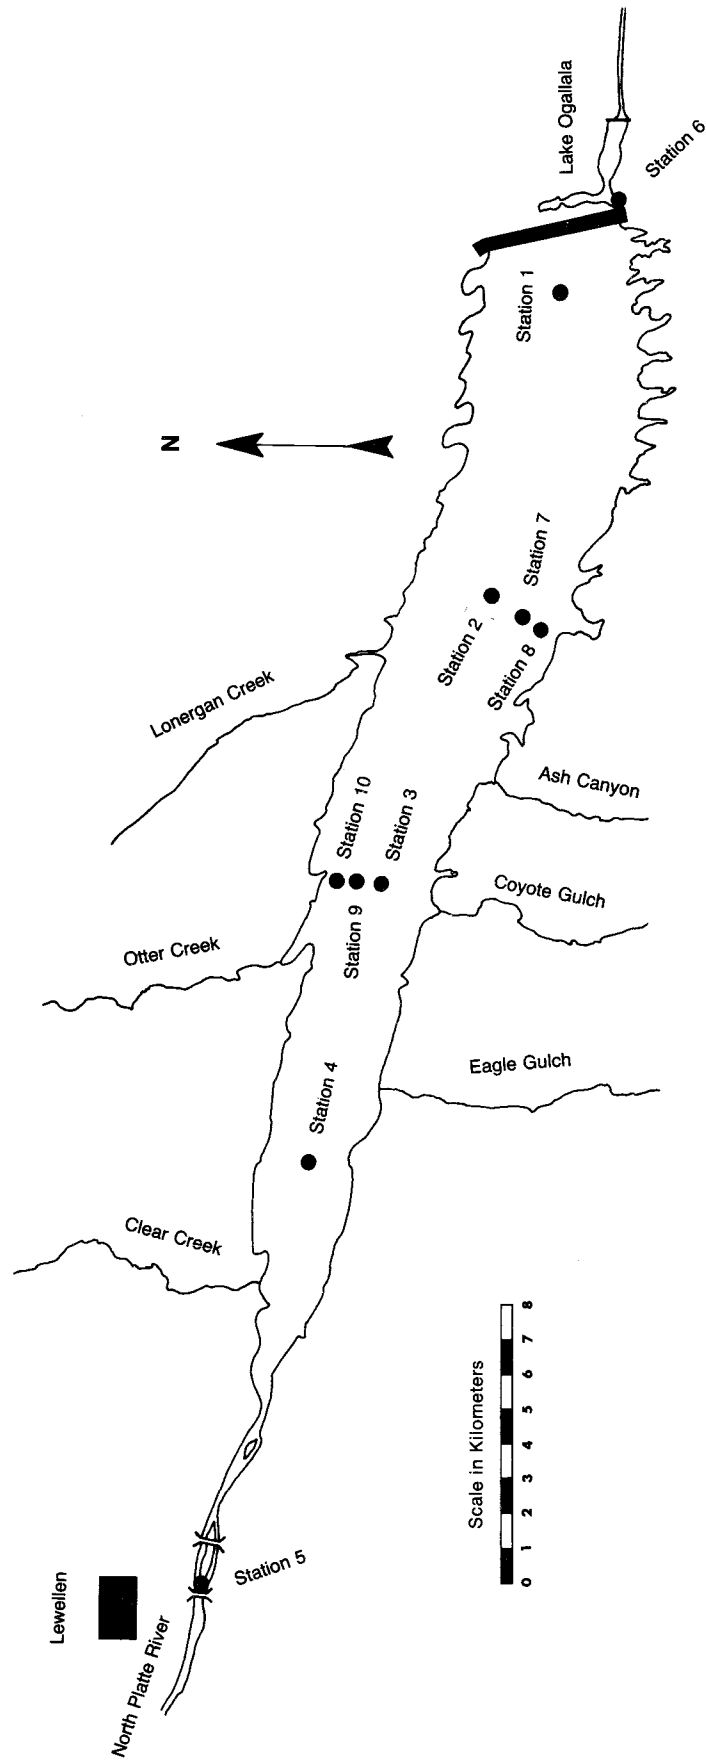 Lake Ogallala
Station 6
Station 1
N
Station 7
Station 2
Station 8
Lonergan Creek
Ash Canyon
Station 10
Station 3
Coyote Gulch
Station 9
Otter Creek
Eagle Gulch
Station 4
Clear Creek
Scale in Kilometers
0 1 2 3 4 5 6 7 8
Station 5
Lewellen
North Platte River